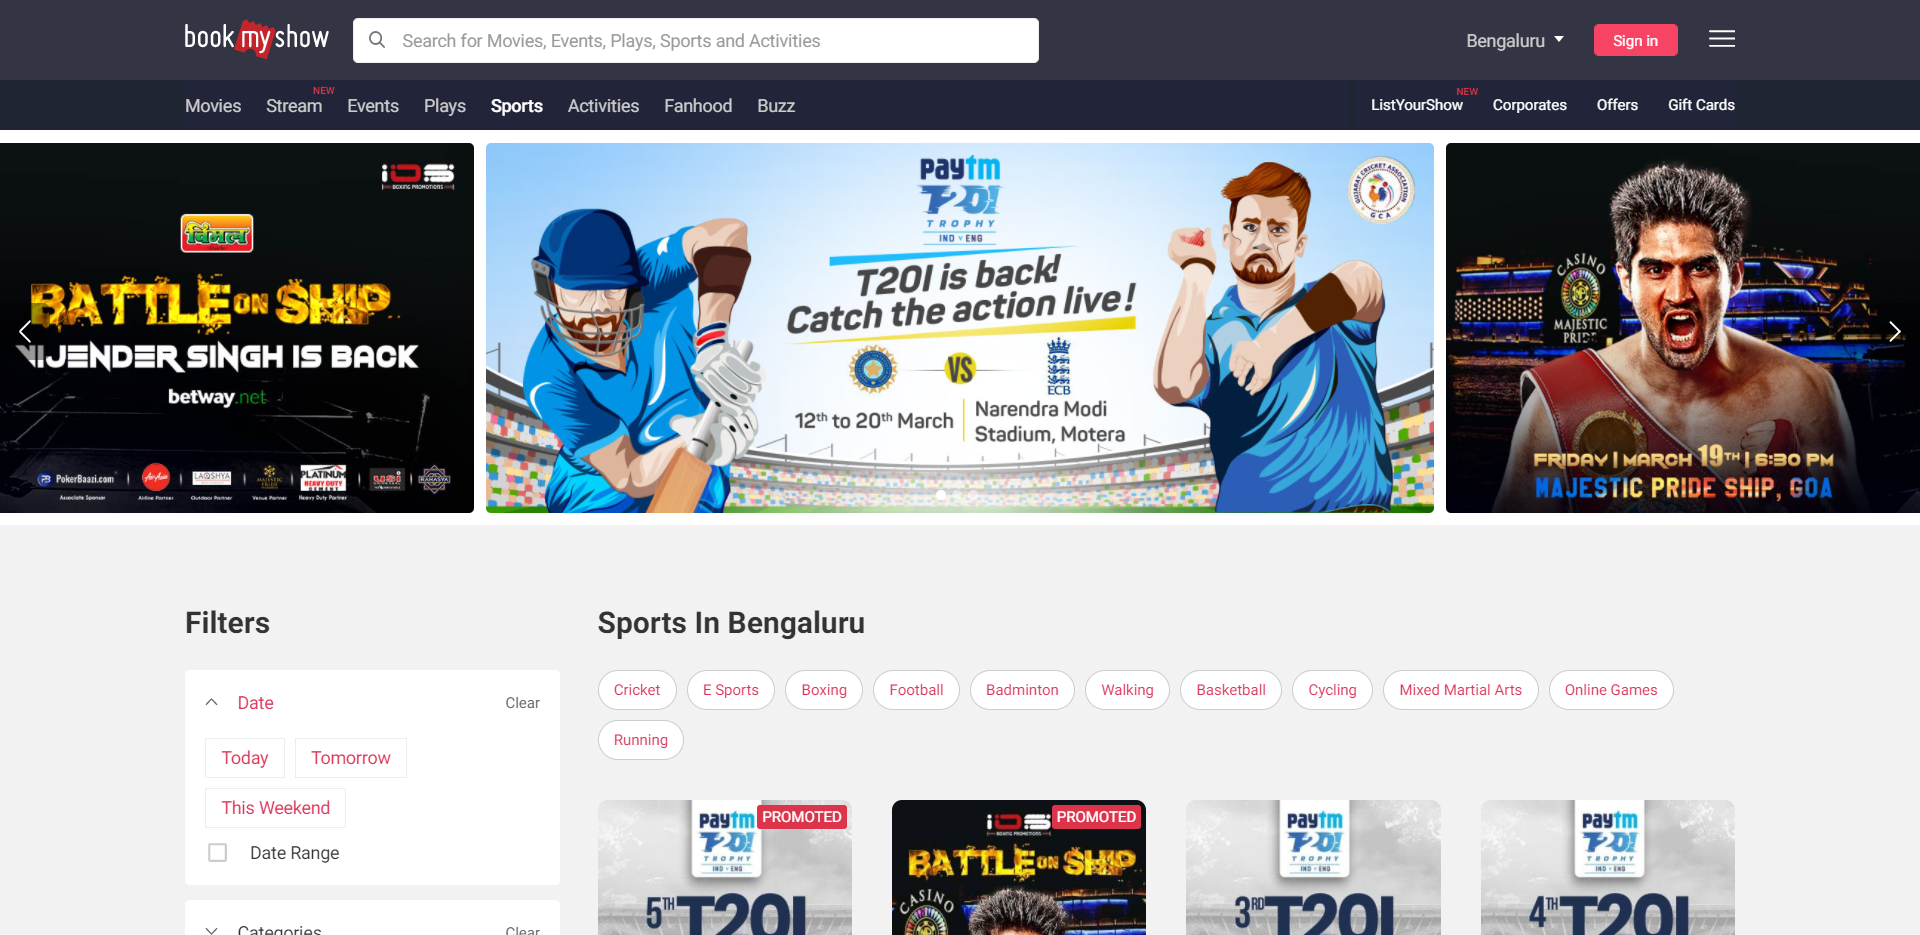 book my show
Search for Movies, Events, Plays, Sports and Activities
Bengaluru
Sign in
Movies
Stream
NEW
Events
Plays
Sports
Activities
Fanhood
Buzz
ListYourShow
NEW
Corporates
Offers
Gift Cards
iOS
BOXING PROMOTIONS
विमल
BATTLE ON SHIP
VIJENDER SINGH IS BACK
betway.net
PokerBaazi.com
Associate Sponsor
Airline Partner
LAQSHYA
Outdoor Partner
MAJESTIC
PRIDE
Venue Partner
PLATINUM
HEAVY DUTY
CEMENT
Heavy Duty Partner
paytm
T20I
TROPHY
IND v ENG
GUJARAT CRICKET ASSOCIATION
GCA
T20I is back!
Catch the action live!
VS
ECB
12th to 20th March
Narendra Modi
Stadium, Motera
CASINO
MAJESTIC
PRIDE
FRIDAY | MARCH 19TH | 6:30 PM
MAJESTIC PRIDE SHIP, GOA
Filters
Date
Clear
Today
Tomorrow
This Weekend
Date Range
Categories
Clear
Sports In Bengaluru
Cricket
E Sports
Boxing
Football
Badminton
Walking
Basketball
Cycling
Mixed Martial Arts
Online Games
Running
PROMOTED
paytm
T20I
TROPHY
IND v ENG
5TH T20I
PROMOTED
iOS
BOXING PROMOTIONS
BATTLE ON SHIP
CASINO
paytm
T20I
TROPHY
IND v ENG
3RD T20I
paytm
T20I
TROPHY
IND v ENG
4TH T20I